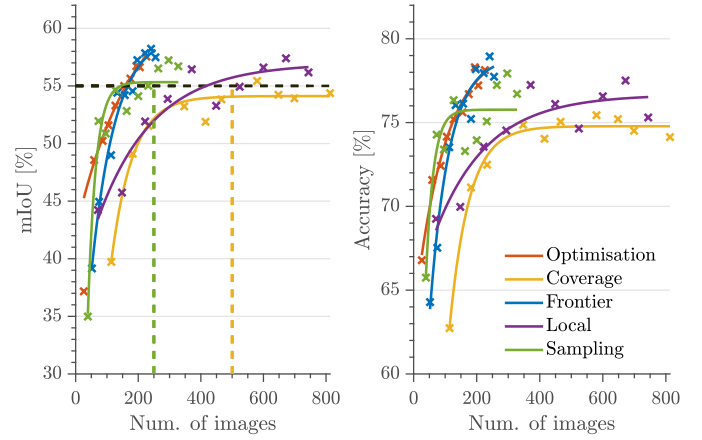 mIoU [%]
60
55
50
45
40
35
30
0 200 400 600 800
Num. of images
Accuracy [%]
80
75
70
65
60
0 200 400 600 800
Num. of images
Optimisation
Coverage
Frontier
Local
Sampling